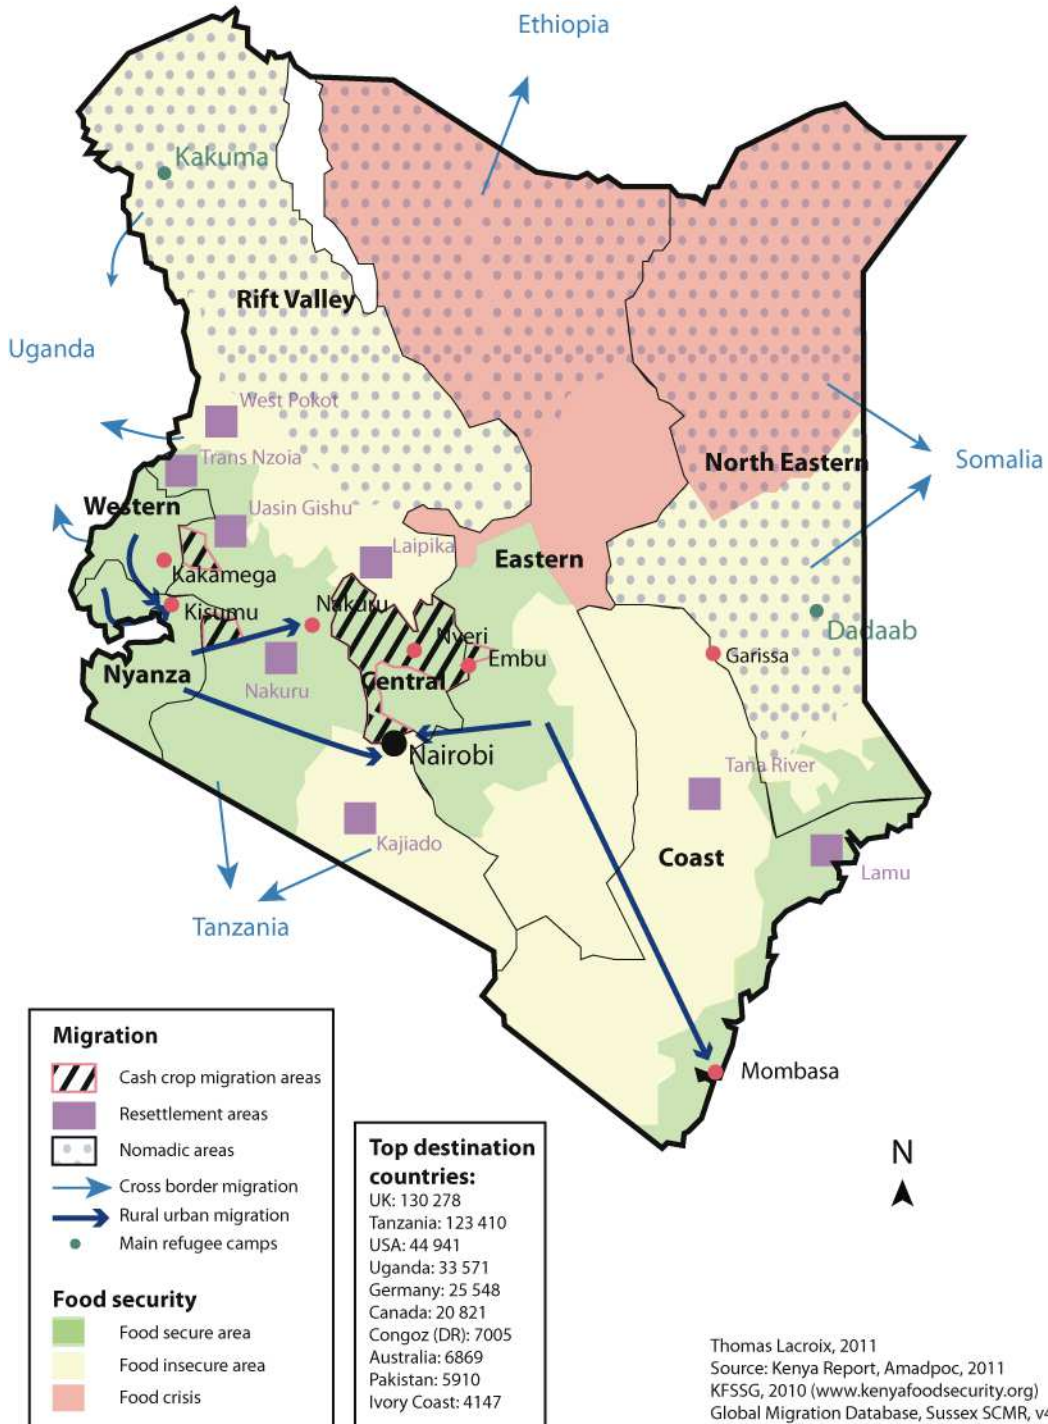 Ethiopia
Kakuma
Rift Valley
Uganda
West Pokot
Trans Nzoia
North Eastern
Somalia
Western
Uasin Gishu
Laipika
Eastern
Kakamega
Kisumu
Nakuru
Nyeri
Dadaab
Embu
Garissa
Nyanza
Nakuru
Central
Nairobi
Tana River
Kajiado
Coast
Lamu
Tanzania
Mombasa
Migration
Cash crop migration areas
Resettlement areas
Nomadic areas
Cross border migration
Rural urban migration
Main refugee camps
Food security
Food secure area
Food insecure area
Food crisis
Top destination
countries:
UK: 130 278
Tanzania: 123 410
USA: 44 941
Uganda: 33 571
Germany: 25 548
Canada: 20 821
Congoz (DR): 7005
Australia: 6869
Pakistan: 5910
Ivory Coast: 4147
N
Thomas Lacroix, 2011
Source: Kenya Report, Amadpoc, 2011
KFSSG, 2010 (www.kenyafoodsecurity.org)
Global Migration Database, Sussex SCMR, v4